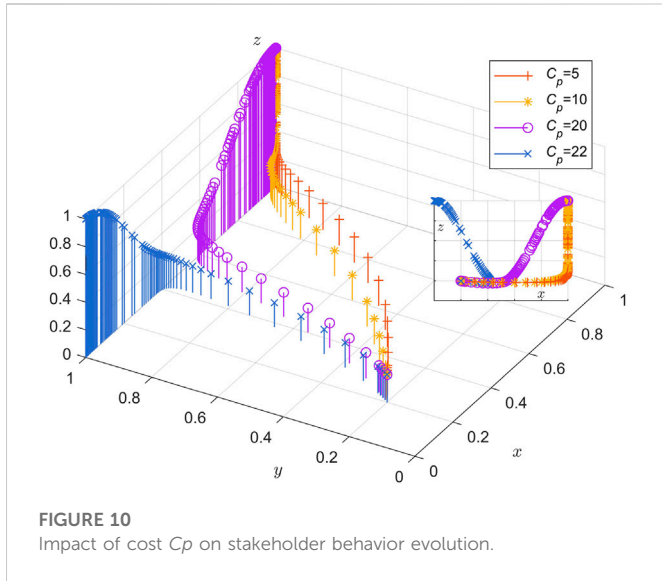 z
C_p=5
C_p=10
C_p=20
C_p=22
z
x
1
0.8
0.6
0.4
0.2
0
1
0.8
0.6
0.4
0.2
0
y
0
0.2
0.4
0.6
0.8
1
x
FIGURE 10
Impact of cost Cp on stakeholder behavior evolution.